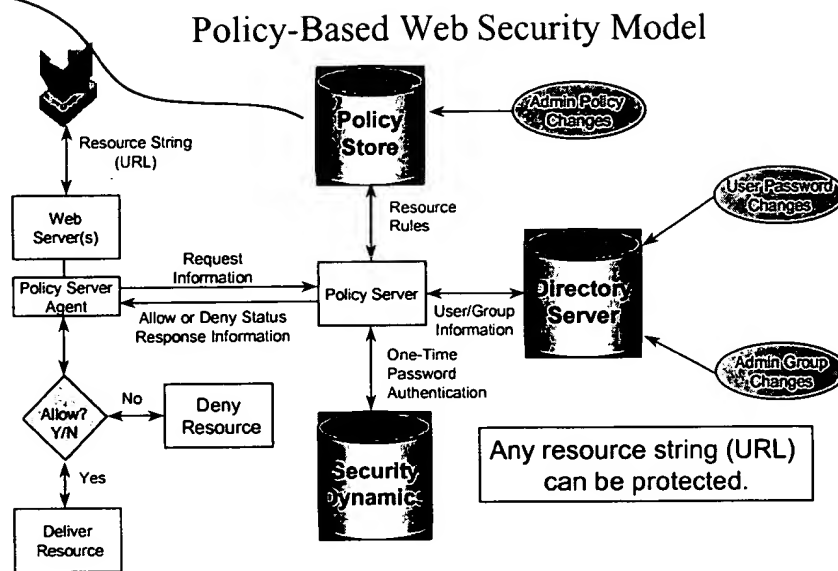 Policy-Based Web Security Model
Resource String
(URL)
Policy
Store
Admin Policy
Changes
User Password
Changes
Web
Server(s)
Resource
Rules
Request
Information
Policy Server
Agent
Policy Server
Directory
Server
Allow or Deny Status
Response Information
User/Group
Information
One-Time
Password
Authentication
Admin Group
Changes
Allow?
Y/N
No
Deny
Resource
Yes
Security
Dynamics
Any resource string (URL)
can be protected.
Deliver
Resource